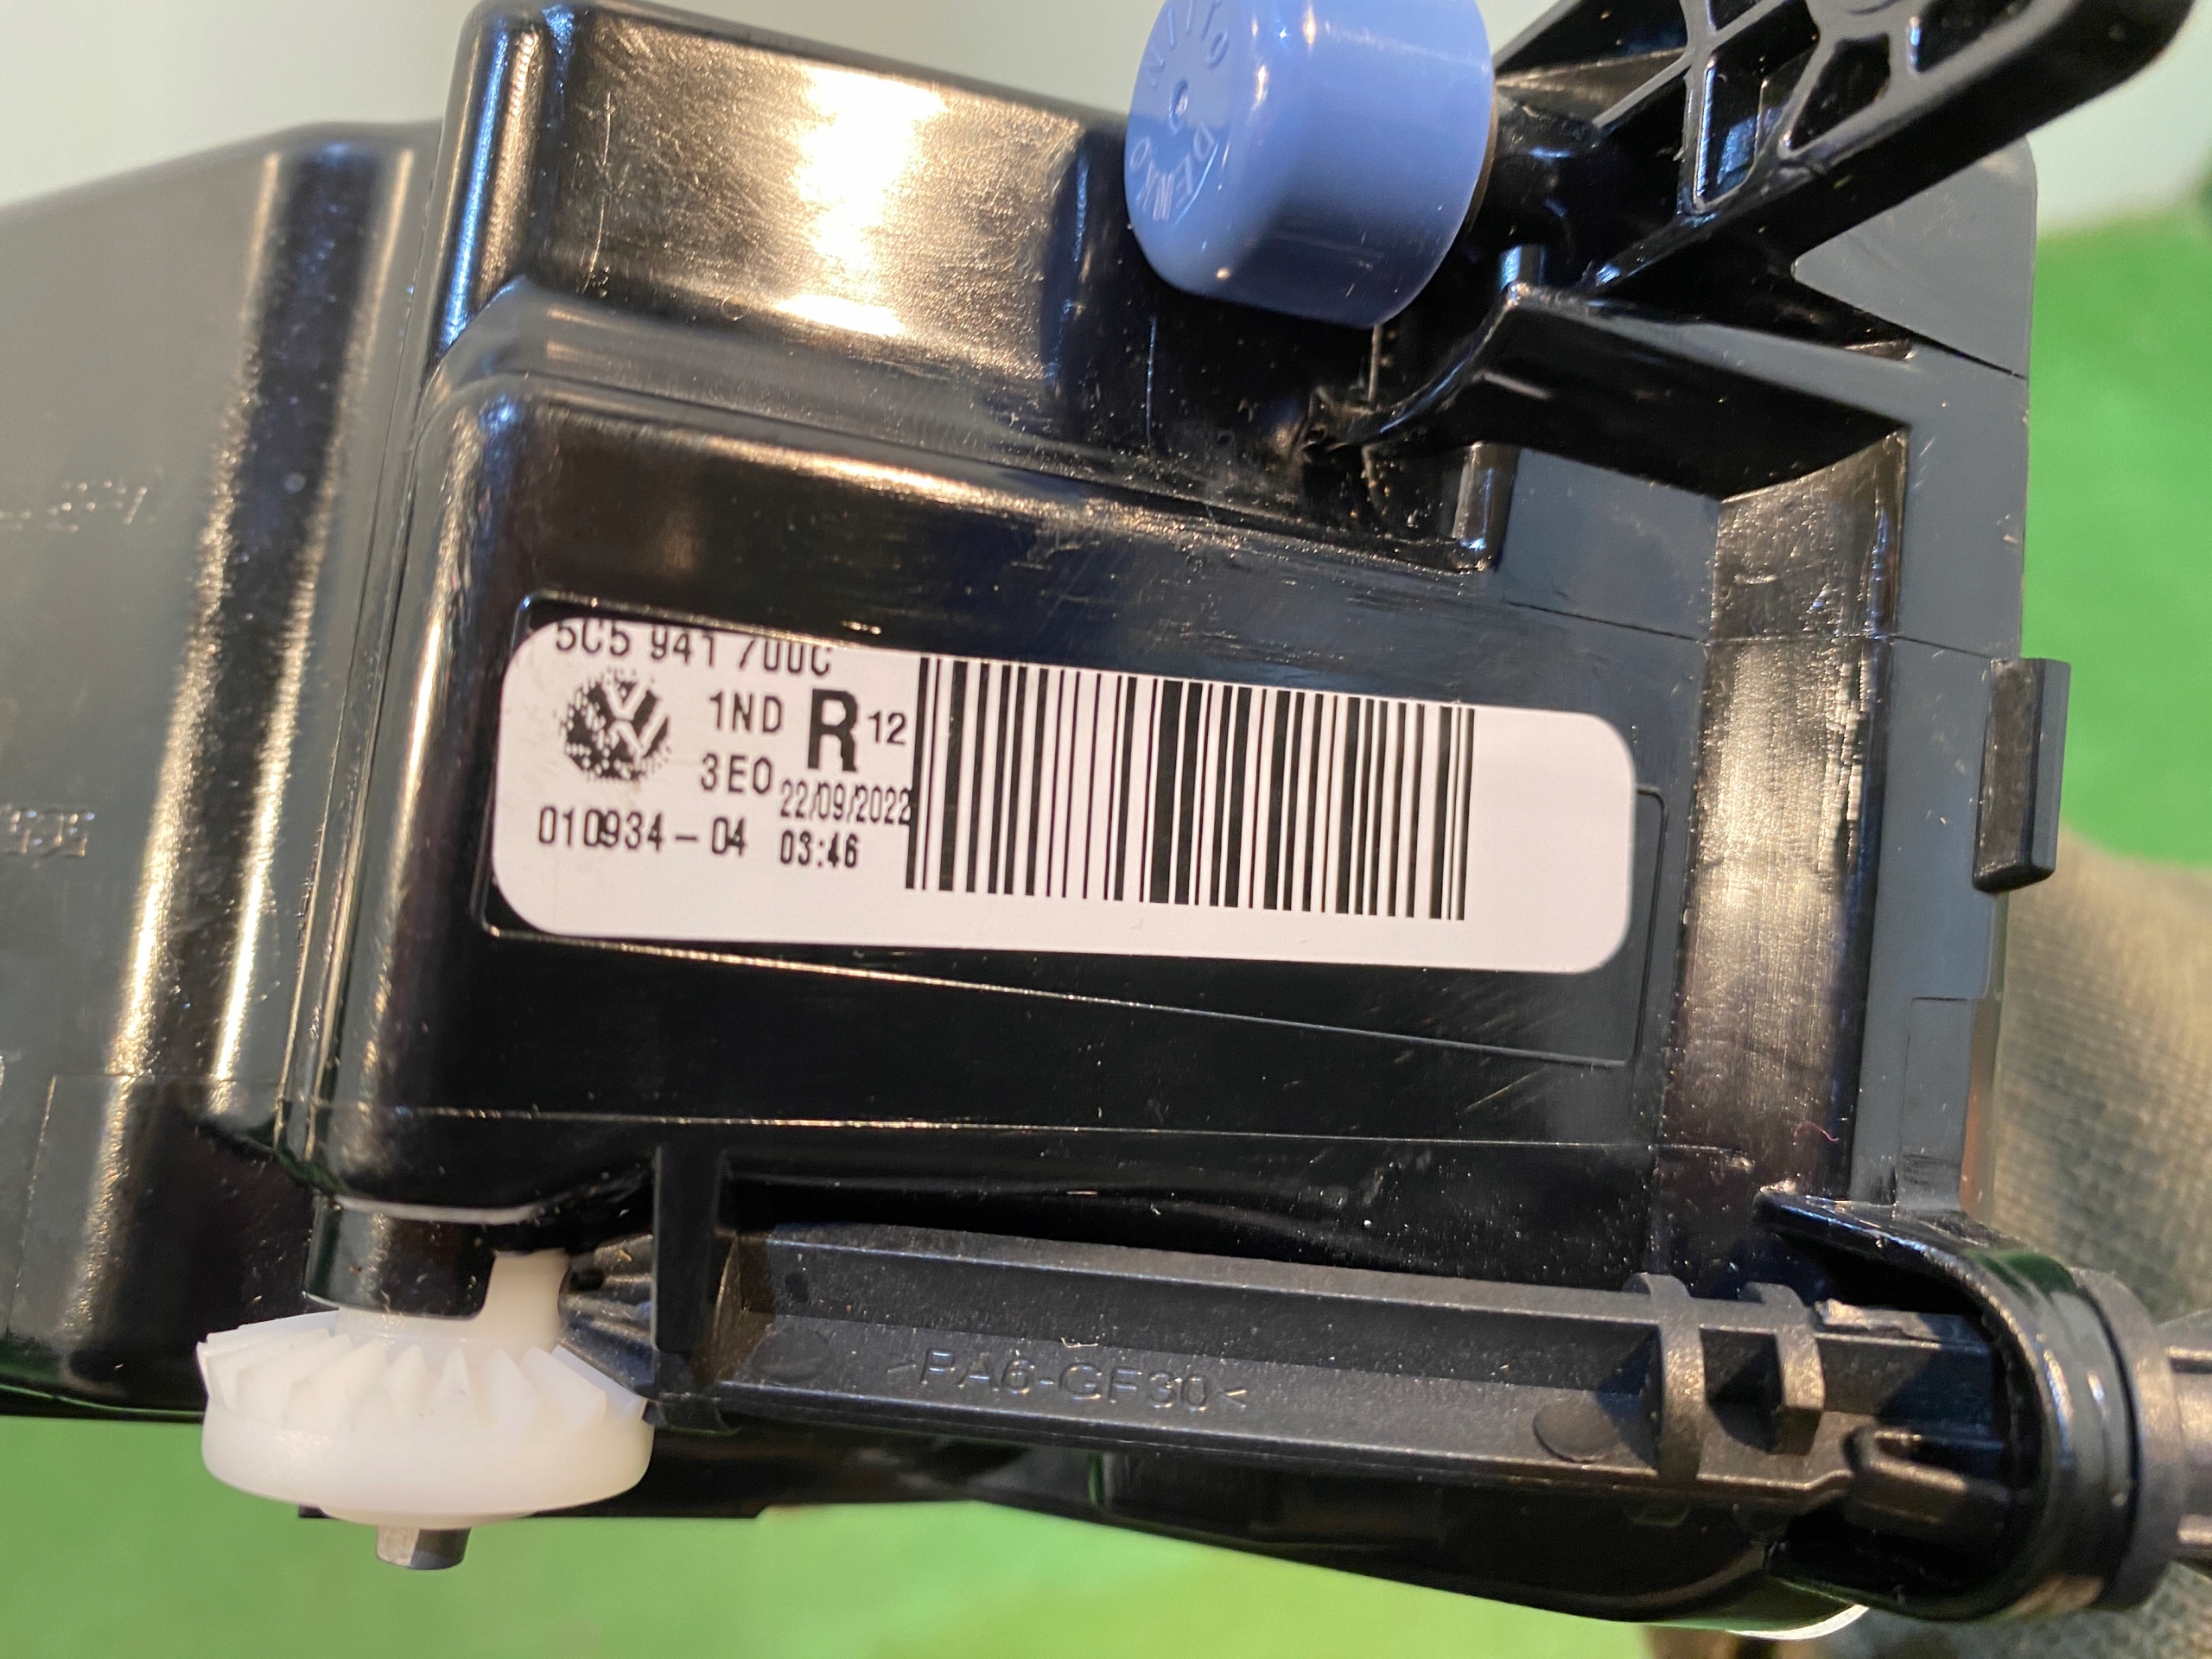 5C5 941 700C
1ND R 12
3E0 22/09/2022
010934-04 03:46
>PA6-GF30<